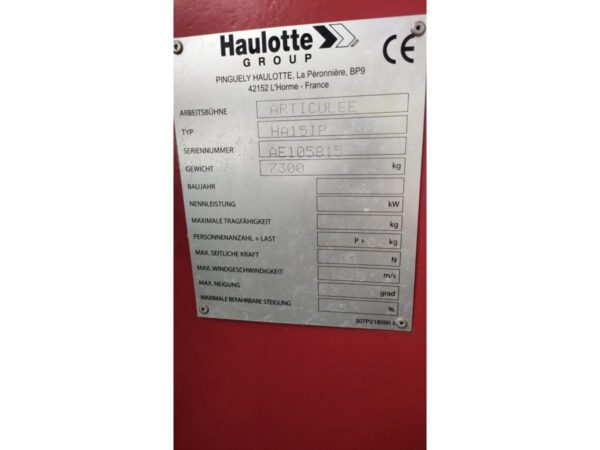 Haulotte
GROUP
CE
PINGUELY HAULOTTE, La Péronnière, BP9
42152 L'Horme - France
ARBEITSBÜHNE ARTICULEE
TYP HA15IP
SERIENNUMMER AE105815
GEWICHT 7300 kg
BAUJAHR
NENNLEISTUNG kW
MAXIMALE TRAGFÄHIGKEIT kg
PERSONENANZAHL + LAST P + kg
MAX. SEITLICHE KRAFT N
MAX. WINDGESCHWINDIGKEIT m/s
MAX. NEIGUNG grad
MAXIMALE BEFAHRBARE STEIGUNG %
307P218090